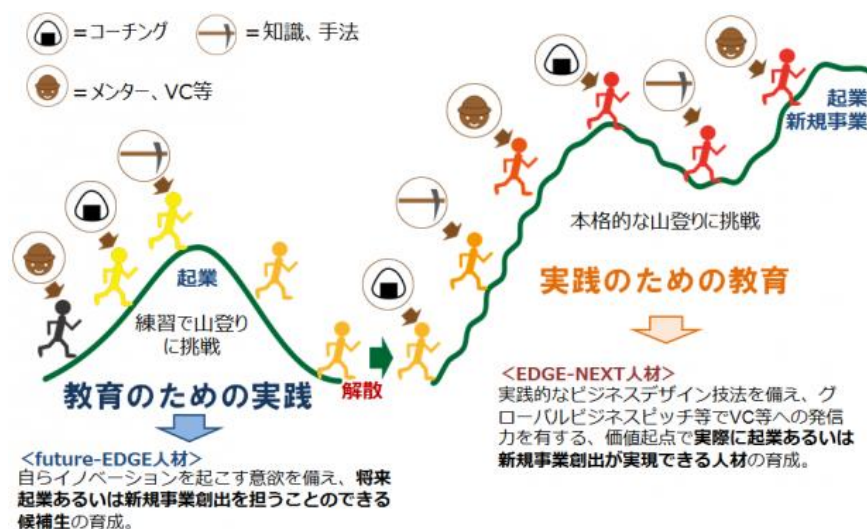 =コーチング
=知識、手法
=メンター、VC等
起業
練習で山登り
に挑戦
教育のための実践
解散
<future-EDGE人材>
自らイノベーションを起こす意欲を備え、将来
起業あるいは新規事業創出を担うことのできる
候補生の育成。
起業
新規事業
本格的な山登りに挑戦
実践のための教育
<EDGE-NEXT人材>
実践的なビジネスデザイン技法を備え、グ
ローバルビジネスピッチ等でVC等への発信
力を有する、価値起点で実際に起業あるいは
新規事業創出が実現できる人材の育成。